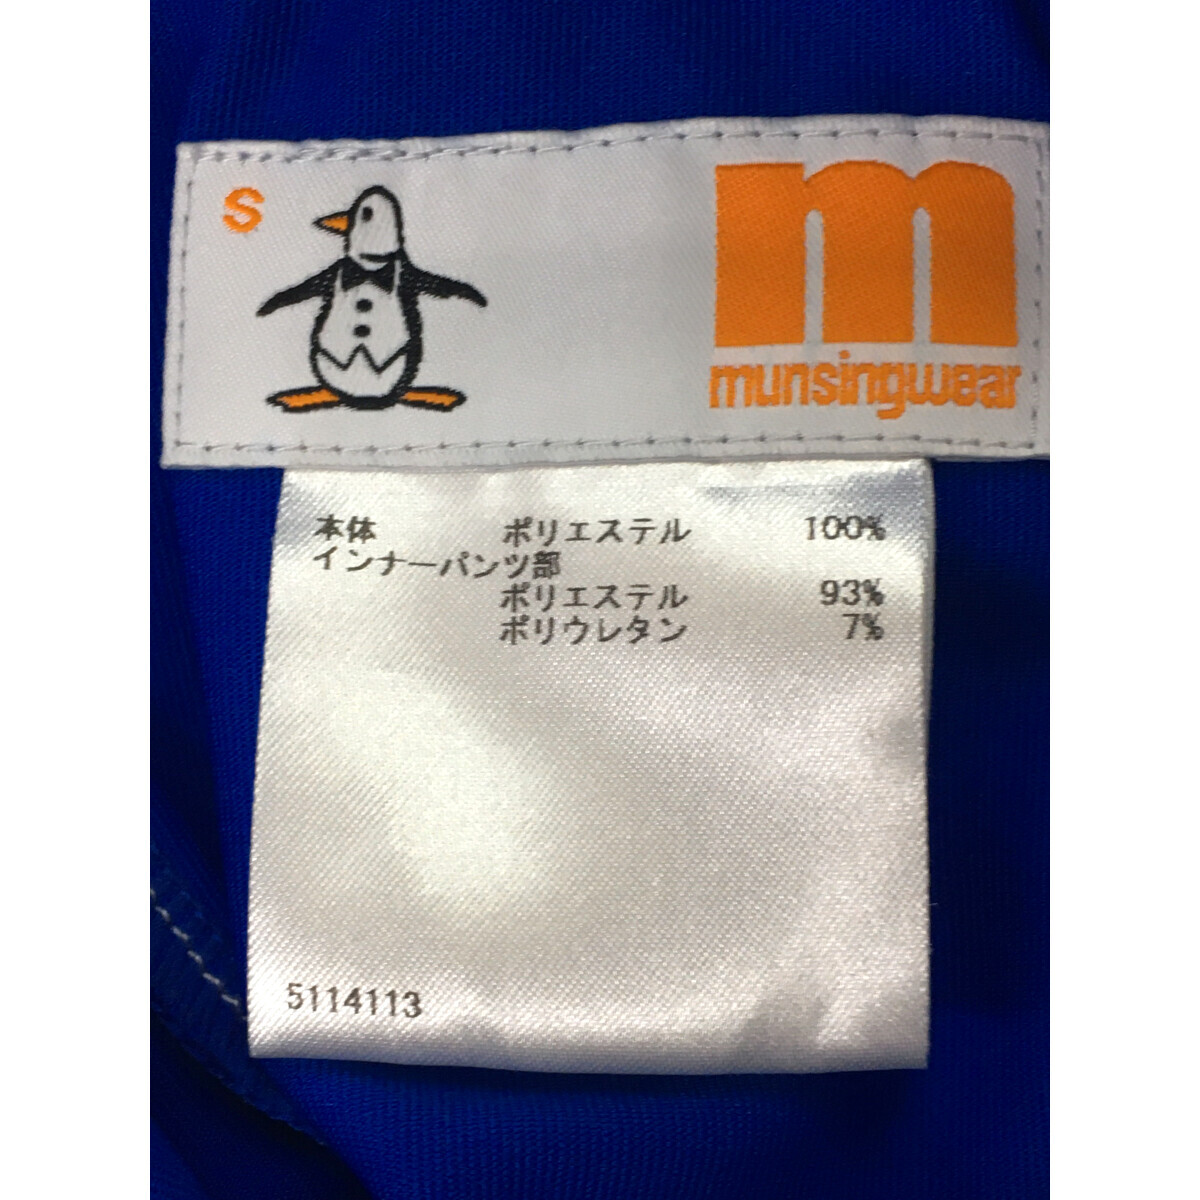 S
m
munsingwear
本体 ポリエステル 100%
インナーパンツ部
ポリエステル 93%
ポリウレタン 7%
5114113